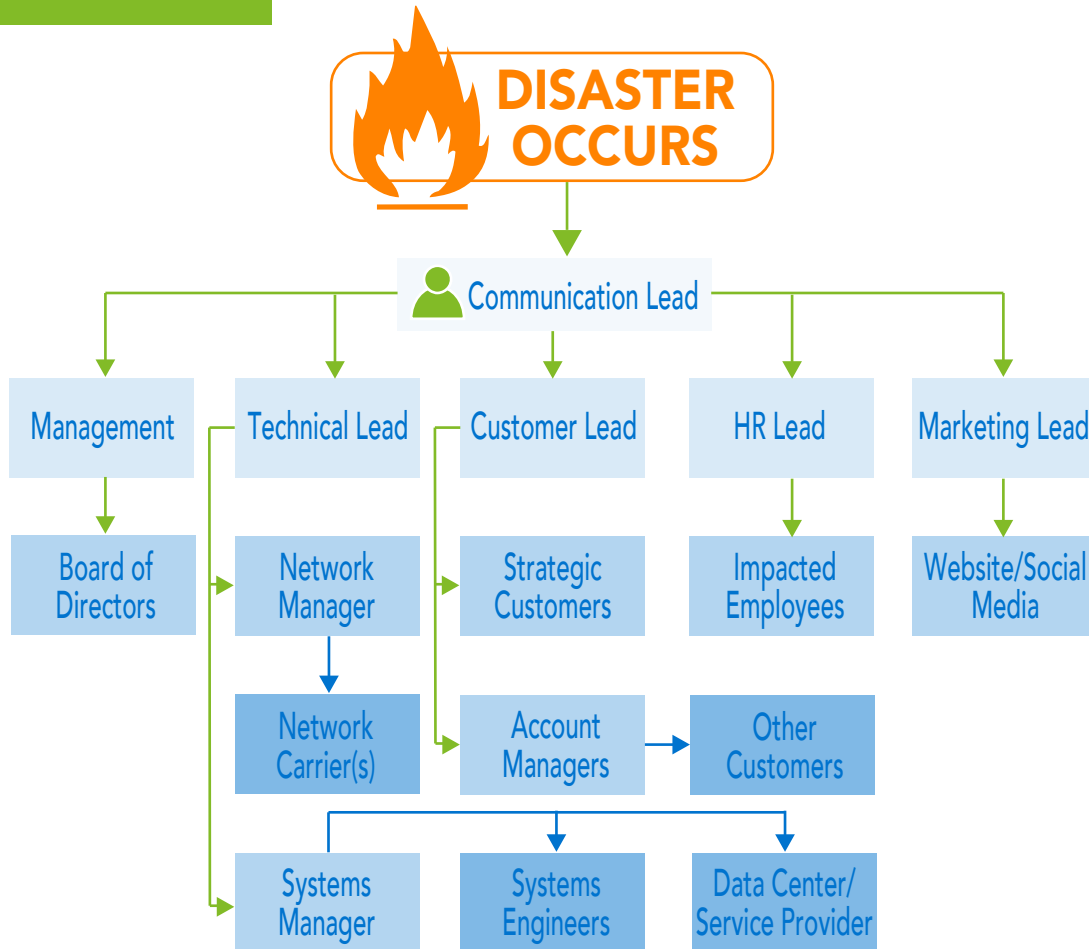 DISASTER
OCCURS
Communication Lead
Management
Technical Lead
Customer Lead
HR Lead
Marketing Lead
Board of
Directors
Network
Manager
Strategic
Customers
Impacted
Employees
Website/Social
Media
Network
Carrier(s)
Account
Managers
Other
Customers
Systems
Manager
Systems
Engineers
Data Center/
Service Provider